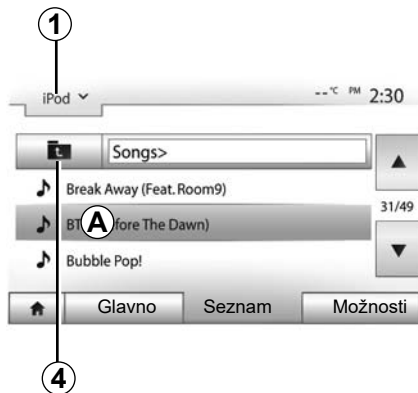 1
iPod --°C PM 2:30
Songs>
Break Away (Feat. Room9)
31/49
A fore The Dawn)
Bubble Pop!
Glavno Seznam Možnosti
4